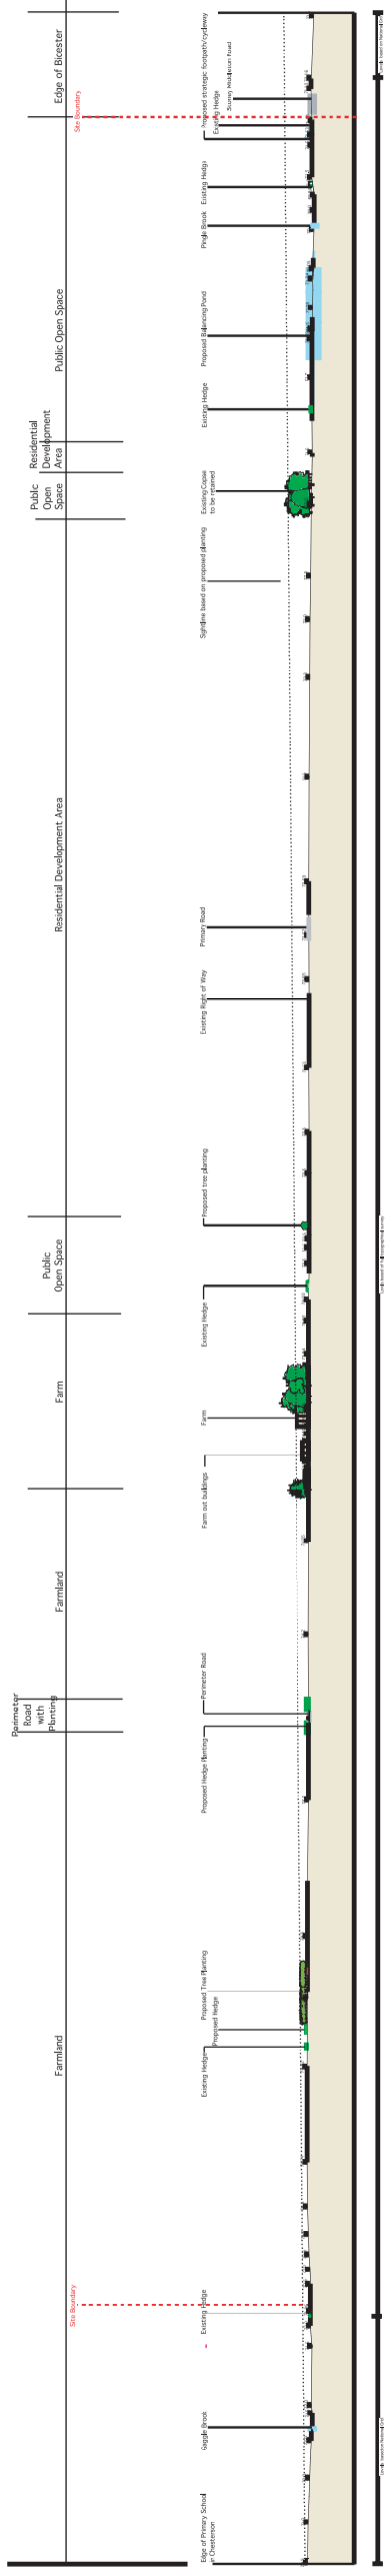 Edge of Bicester
Site Boundary
Proposed strategic footpath/cycleway
Stoney Middleton Road
Existing Hedge
Existing Hedge
Pingle Brook
Public Open Space
Proposed Balancing Pond
Existing Hedge
Residential
Development
Area
Public
Open
Space
Existing Copse
to be retained
Sightline based on proposed planting
Residential Development Area
Primary Road
Existing Right of Way
Proposed tree planting
Public
Open Space
Existing Hedge
Farm
Farm
Farm out buildings
Farmland
Perimeter
Road
with
Planting
Perimeter Road
Proposed Hedge Planting
Farmland
Proposed Tree Planting
Proposed Hedge
Existing Hedge
Site Boundary
Existing Hedge
Gaggle Brook
Edge of Primary School
in Chesterson